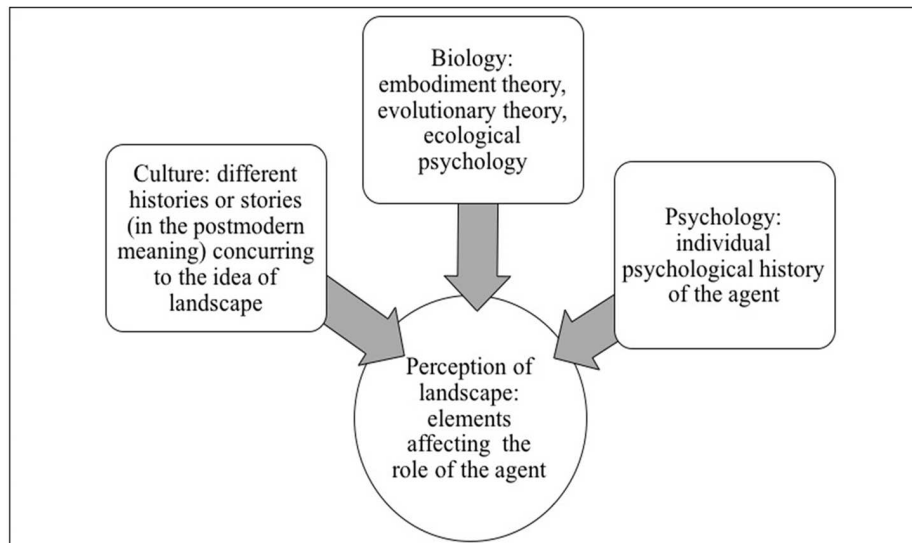 Biology:
embodiment theory,
evolutionary theory,
ecological
psychology
Culture: different
histories or stories
(in the postmodern
meaning) concurring
to the idea of
landscape
Psychology:
individual
psychological history
of the agent
Perception of
landscape:
elements
affecting the
role of the agent